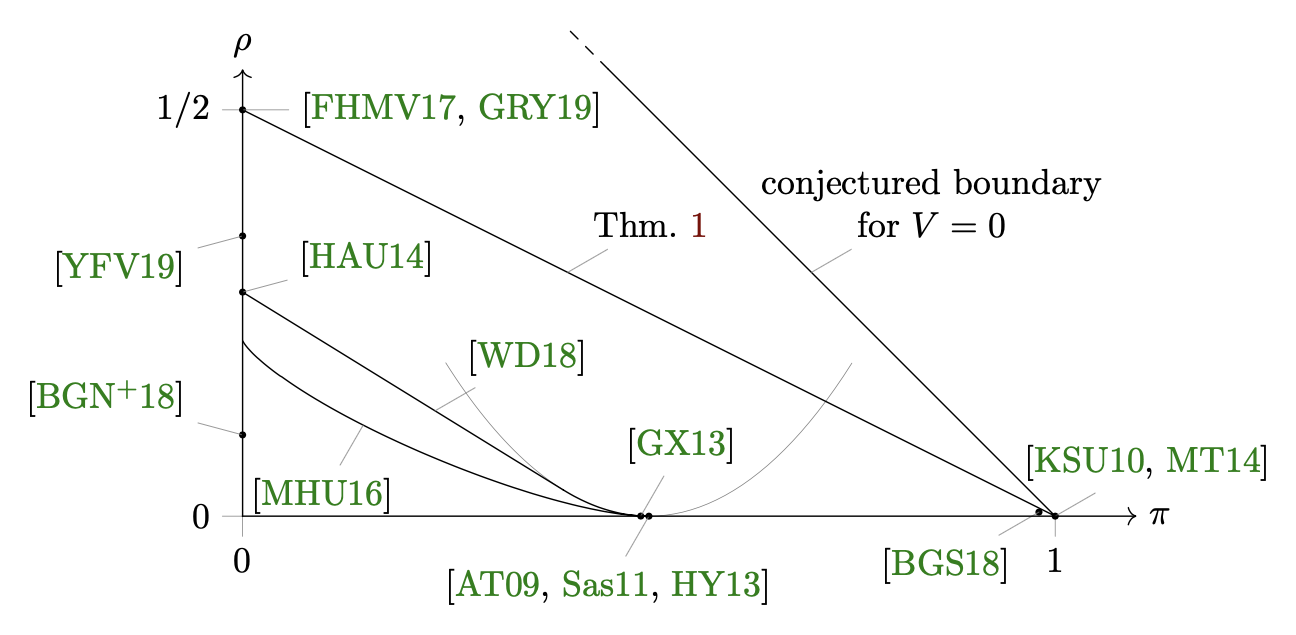 ρ
1/2
[FHMV17, GRY19]
conjectured boundary
for V = 0
Thm. 1
[YFV19]
[HAU14]
[WD18]
[BGN⁺18]
[GX13]
[KSU10, MT14]
[MHU16]
0
π
0
[BGS18]
1
[AT09, Sas11, HY13]